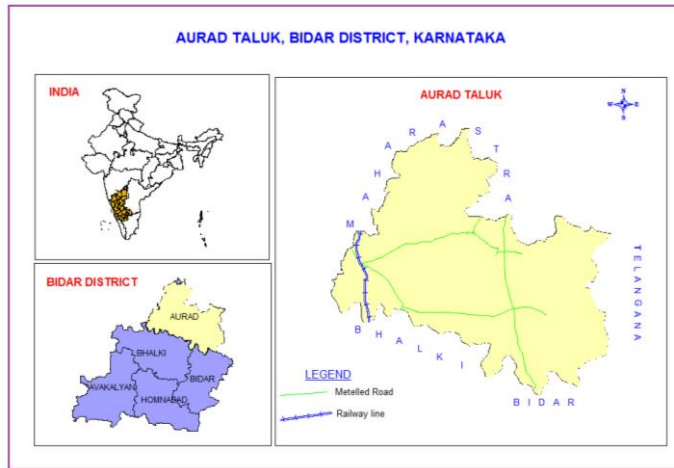 AURAD TALUK, BIDAR DISTRICT, KARNATAKA
INDIA
AURAD TALUK
N
W E
S
MAHARASTRA
TELANGANA
BHALKI
BIDAR
BIDAR DISTRICT
AURAD
BHALKI
BIDAR
AVAKALYAN
HOMNABAD
LEGEND
Metelled Road
Railway line